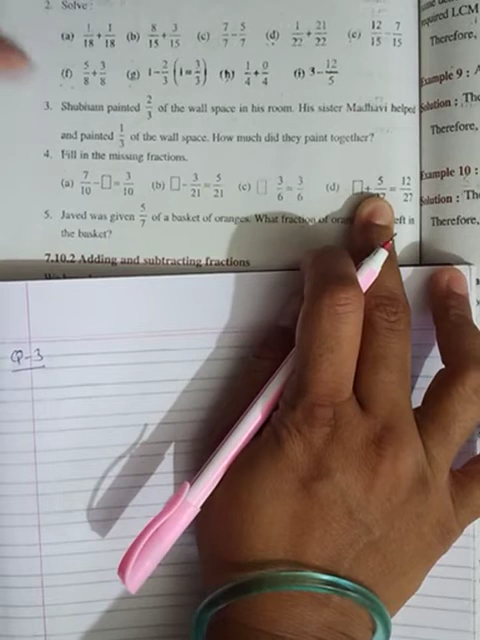 2. Solve:
(a) 1/18 + 1/18 (b) 8/15 + 3/15 (c) 7/7 - 5/7 (d) 1/22 + 21/22 (e) 12/15 - 7/15
(f) 5/8 + 3/8 (g) 1 - 2/3 (1 = 3/3) (h) 1/4 + 0/4 (i) 3 - 12/5
3. Shubham painted 2/3 of the wall space in his room. His sister Madhavi helped
and painted 1/3 of the wall space. How much did they paint together?
4. Fill in the missing fractions.
(a) 7/10 - □ = 3/10 (b) □ - 3/21 = 5/21 (c) □ - 3/6 = 3/6 (d) □ + 5/ = 12/27
5. Javed was given 5/7 of a basket of oranges. What fraction of left in
the basket?
7.10.2 Adding and subtracting fractions
required LCM
Therefore,
Example 9 :
Solution : The
Therefore,
Example 10 :
Solution : The
Therefore,
Q-3